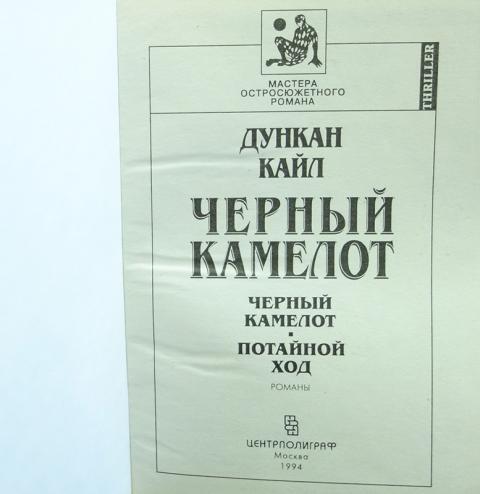 МАСТЕРА
ОСТРОСЮЖЕТНОГО
РОМАНА
THRILLER
ДУНКАН
КАЙЛ
ЧЕРНЫЙ
КАМЕЛОТ
ЧЕРНЫЙ
КАМЕЛОТ
▪
ПОТАЙНОЙ
ХОД
РОМАНЫ
ЦЕНТРПОЛИГРАФ
Москва
1994